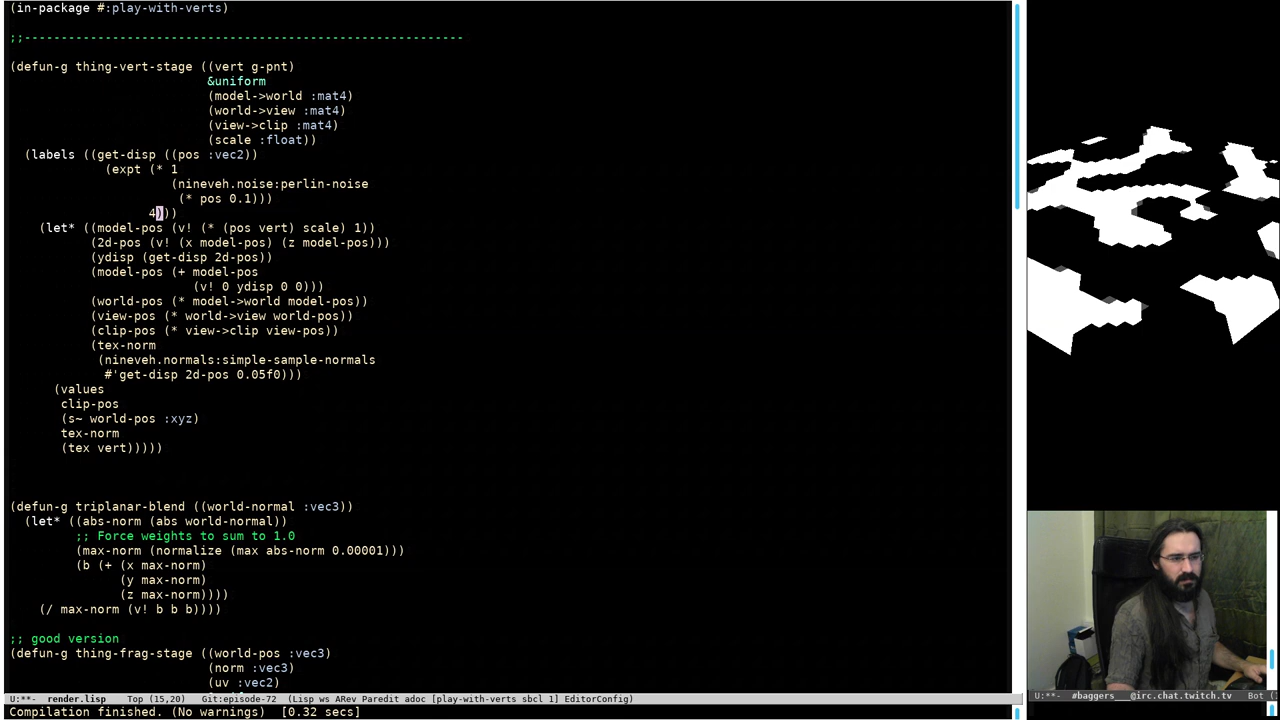 (in-package #:play-with-verts)
;;------------------------------------------------------------
(defun-g thing-vert-stage ((vert g-pnt)
&uniform
(model->world :mat4)
(world->view :mat4)
(view->clip :mat4)
(scale :float))
(labels ((get-disp ((pos :vec2))
(expt (* 1
(nineveh.noise:perlin-noise
(* pos 0.1)))
4)))
(let* ((model-pos (v! (* (pos vert) scale) 1))
(2d-pos (v! (x model-pos) (z model-pos)))
(ydisp (get-disp 2d-pos))
(model-pos (+ model-pos
(v! 0 ydisp 0 0)))
(world-pos (* model->world model-pos))
(view-pos (* world->view world-pos))
(clip-pos (* view->clip view-pos))
(tex-norm
(nineveh.normals:simple-sample-normals
#'get-disp 2d-pos 0.05f0)))
(values
clip-pos
(s~ world-pos :xyz)
tex-norm
(tex vert)))))
(defun-g triplanar-blend ((world-normal :vec3))
(let* ((abs-norm (abs world-normal))
;; Force weights to sum to 1.0
(max-norm (normalize (max abs-norm 0.00001)))
(b (+ (x max-norm)
(y max-norm)
(z max-norm))))
(/ max-norm (v! b b b))))
;; good version
(defun-g thing-frag-stage ((world-pos :vec3)
(norm :vec3)
(uv :vec2)
U:**- render.lisp Top (15,20) Git:episode-72 (Lisp ws ARev Paredit adoc [play-with-verts sbcl 1] EditorConfig)
U:**- #baggers___@irc.chat.twitch.tv Bot
Compilation finished. (No warnings) [0.32 secs]